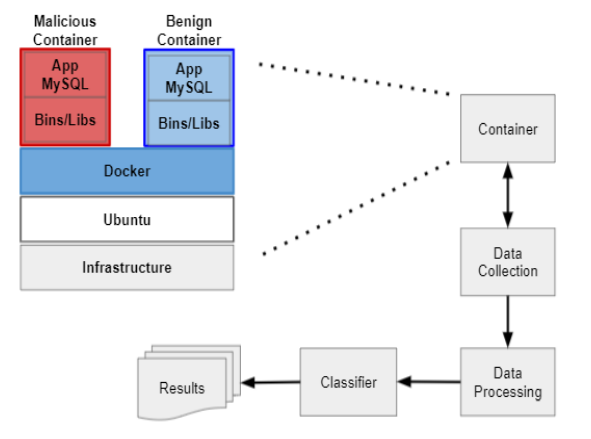 Malicious
Container
Benign
Container
App
MySQL
Bins/Libs
App
MySQL
Bins/Libs
Docker
Ubuntu
Infrastructure
Container
Data
Collection
Data
Processing
Classifier
Results